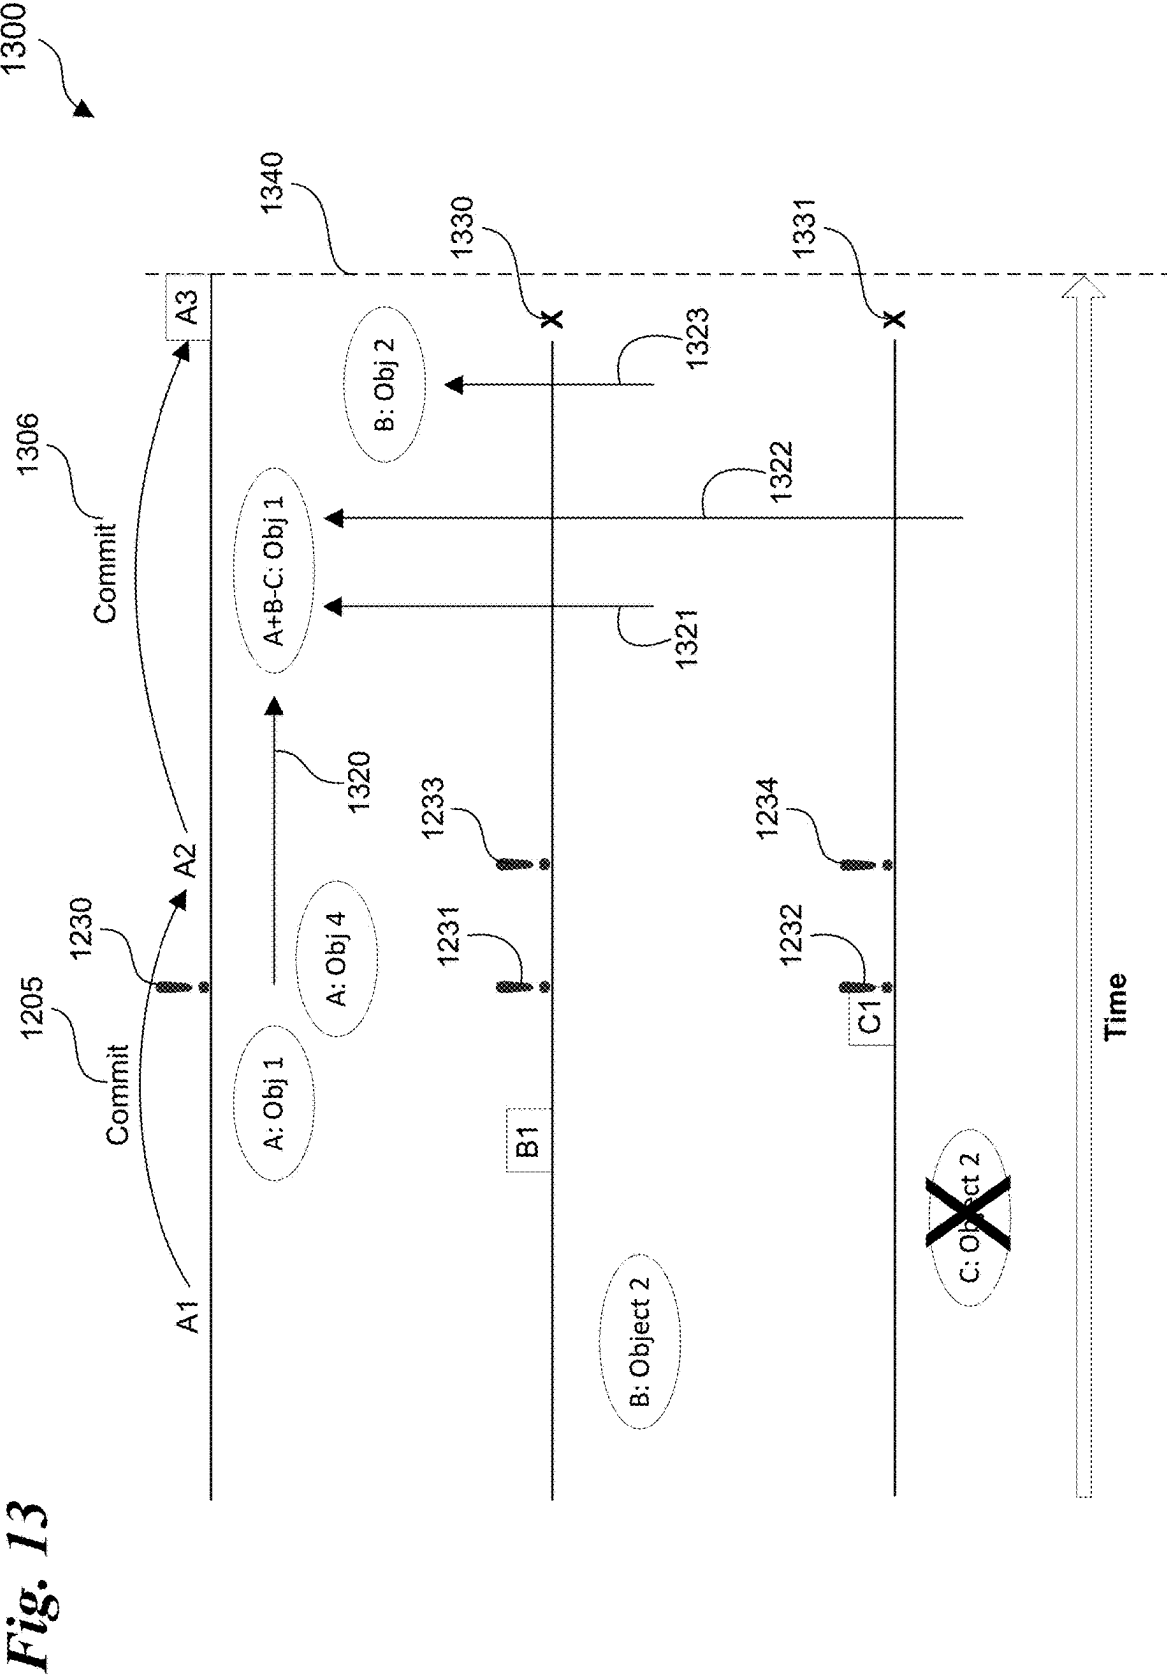 Fig. 13
1300
1205
1306
Commit
Commit
1230
A1
A2
A3
1340
A: Obj 1
A: Obj 4
1320
A+B-C: Obj 1
B: Obj 2
1231
1233
1330
B1
B: Object 2
1321
1323
1232
1234
1322
1331
C1
C: Object 2
Time